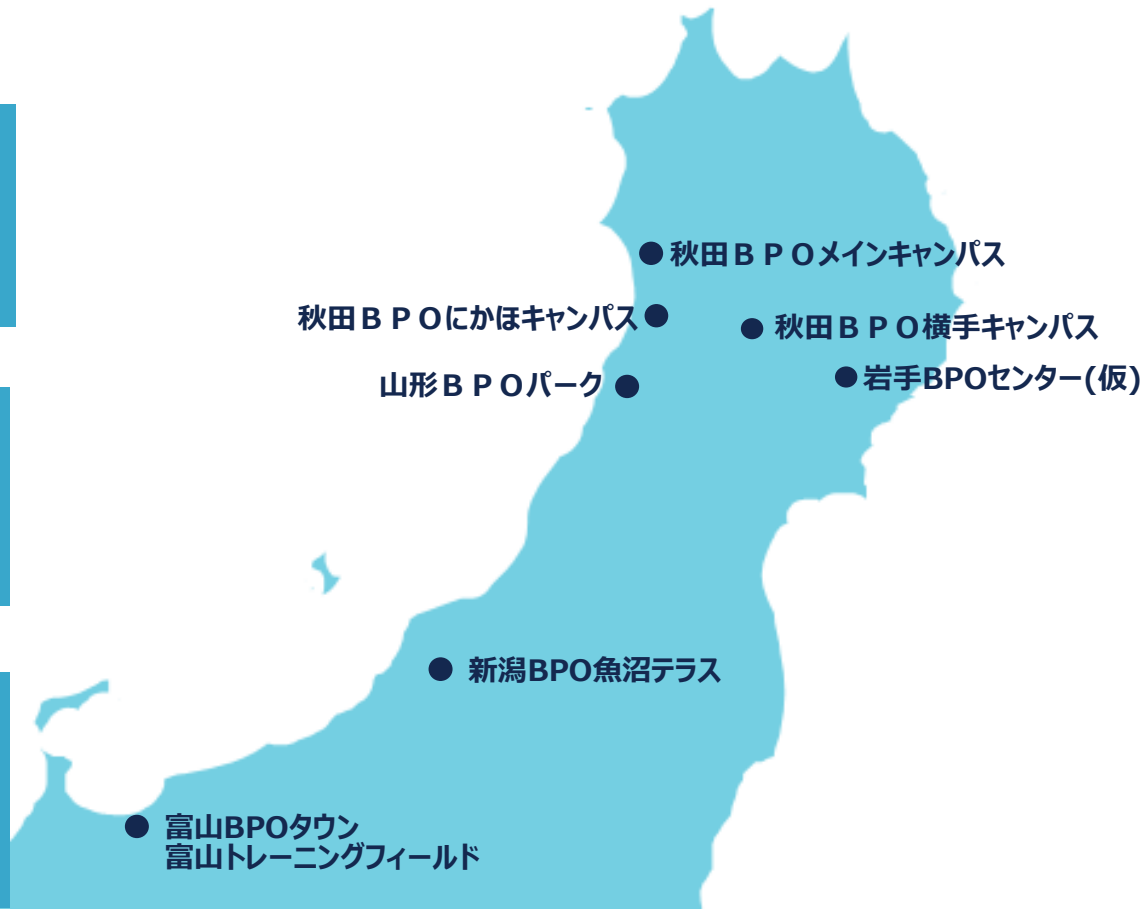 秋田ＢＰＯメインキャンパス
秋田ＢＰＯにかほキャンパス
秋田ＢＰＯ横手キャンパス
岩手BPOセンター(仮)
山形ＢＰＯパーク
新潟BPO魚沼テラス
富山BPOタウン
富山トレーニングフィールド